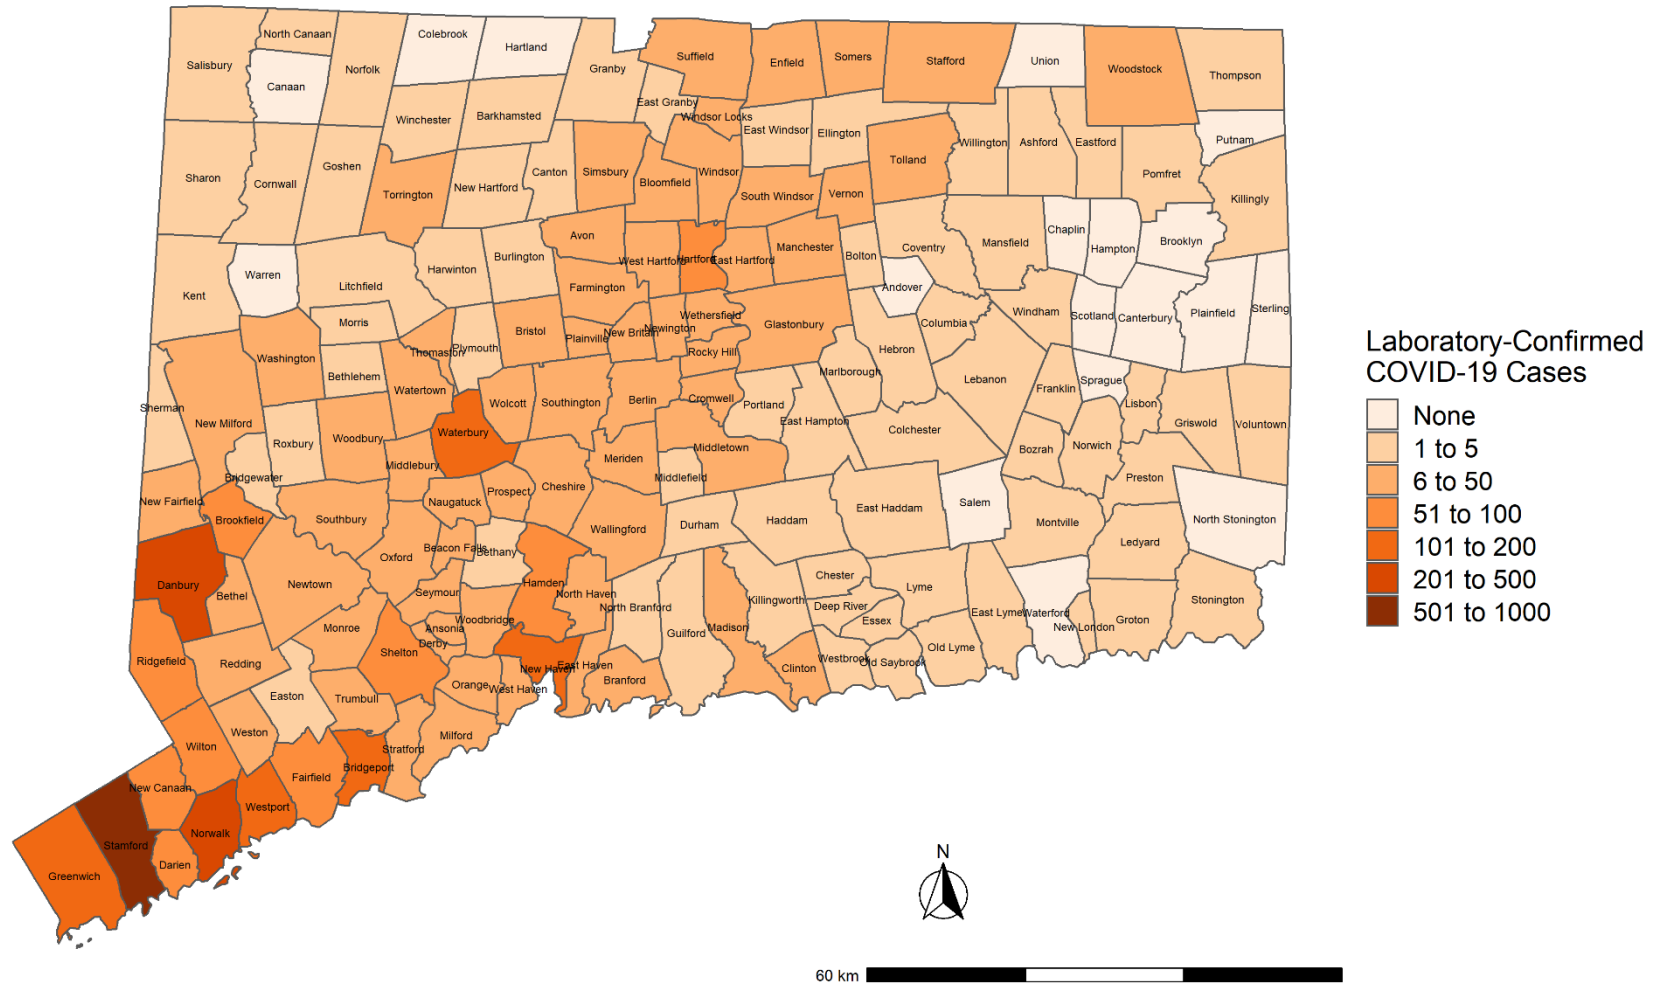 North Canaan
Colebrook
Hartland
Salisbury
Norfolk
Canaan
Granby
Suffield
Enfield
Somers
Stafford
Union
Woodstock
Thompson
East Granby
Windsor Locks
Winchester
Barkhamsted
East Windsor
Ellington
Willington
Ashford
Eastford
Putnam
Sharon
Cornwall
Goshen
Torrington
New Hartford
Canton
Simsbury
Bloomfield
Windsor
South Windsor
Vernon
Tolland
Pomfret
Killingly
Kent
Warren
Litchfield
Harwinton
Burlington
Avon
West Hartford
Hartford
East Hartford
Manchester
Bolton
Coventry
Mansfield
Chaplin
Hampton
Brooklyn
Farmington
Andover
Morris
Bristol
Plainville
New Britain
Newington
Wethersfield
Glastonbury
Columbia
Windham
Scotland
Canterbury
Plainfield
Sterling
Washington
Thomaston
Plymouth
Rocky Hill
Hebron
Marlborough
Bethlehem
Watertown
Wolcott
Southington
Berlin
Cromwell
Portland
Lebanon
Franklin
Sprague
Lisbon
Griswold
Voluntown
Sherman
New Milford
Roxbury
Woodbury
Waterbury
East Hampton
Colchester
Bozrah
Norwich
Middlebury
Meriden
Middletown
Middlefield
Preston
Bridgewater
New Fairfield
Brookfield
Southbury
Naugatuck
Prospect
Cheshire
Wallingford
Durham
Haddam
East Haddam
Salem
Montville
North Stonington
Ledyard
Danbury
Bethel
Newtown
Oxford
Beacon Falls
Bethany
Hamden
North Haven
Seymour
Woodbridge
Ansonia
Derby
North Branford
Guilford
Madison
Killingworth
Chester
Deep River
Essex
Lyme
East Lyme
Waterford
New London
Groton
Stonington
Ridgefield
Redding
Monroe
Shelton
New Haven
East Haven
Branford
Clinton
Westbrook
Old Saybrook
Old Lyme
Easton
Trumbull
Orange
West Haven
Wilton
Weston
Stratford
Milford
New Canaan
Fairfield
Bridgeport
Westport
Norwalk
Darien
Stamford
Greenwich
Laboratory-Confirmed
COVID-19 Cases
None
1 to 5
6 to 50
51 to 100
101 to 200
201 to 500
501 to 1000
N
60 km